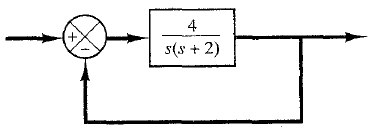 +
−
4
s(s + 2)